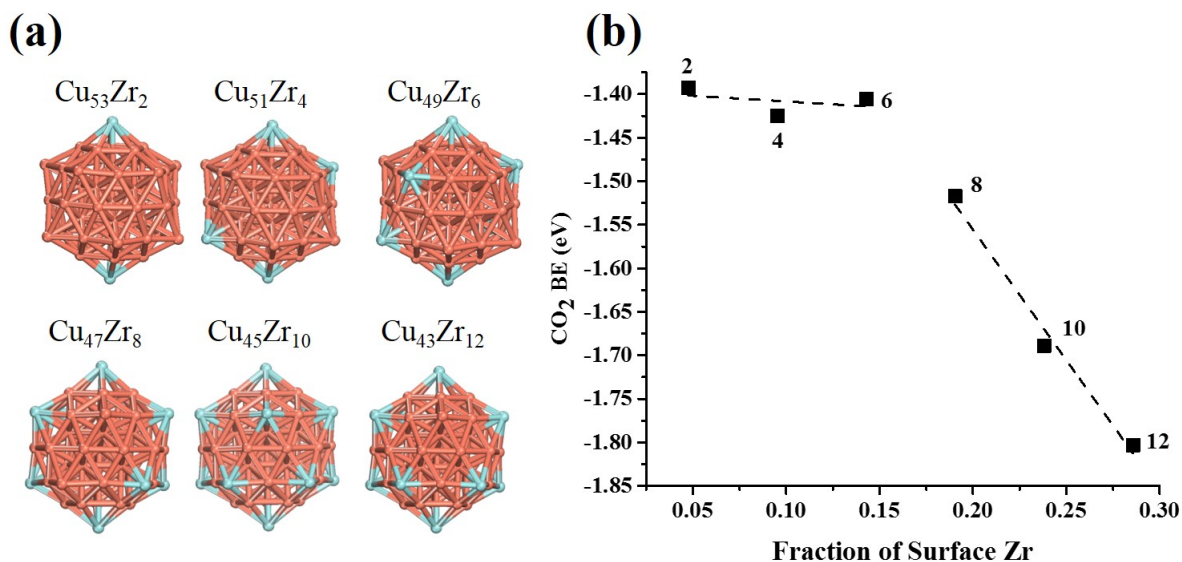 (a)
Cu₅₃Zr₂ Cu₅₁Zr₄ Cu₄₉Zr₆
Cu₄₇Zr₈ Cu₄₅Zr₁₀ Cu₄₃Zr₁₂
(b)
CO₂ BE (eV)
-1.40
-1.45
-1.50
-1.55
-1.60
-1.65
-1.70
-1.75
-1.80
-1.85
2
4
6
8
10
12
0.05 0.10 0.15 0.20 0.25 0.30
Fraction of Surface Zr